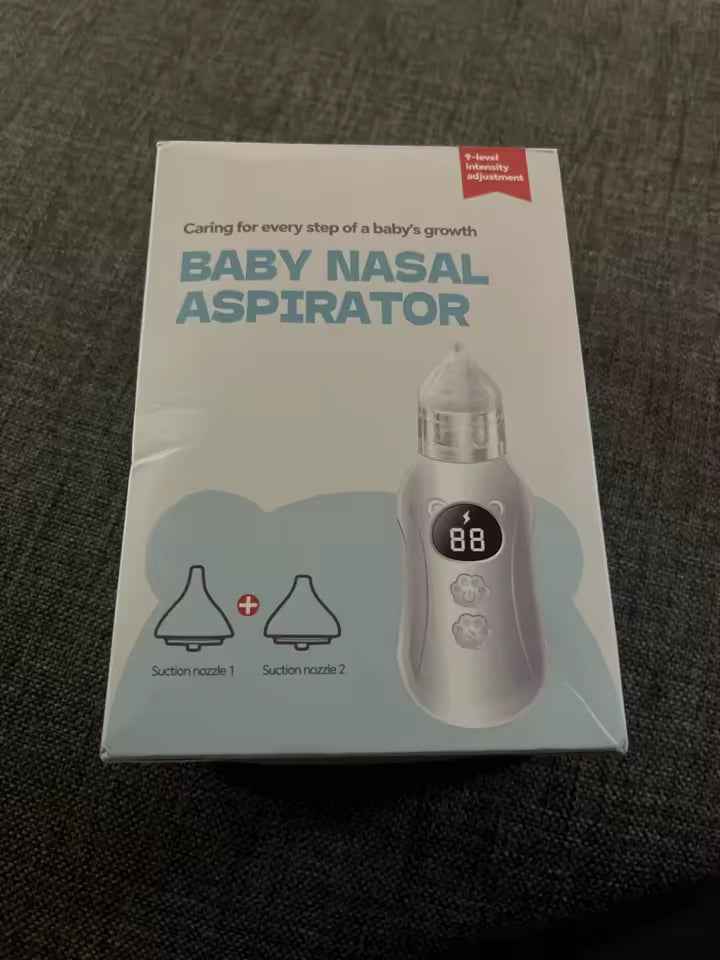 9-level
intensity
adjustment
Caring for every step of a baby's growth
BABY NASAL
ASPIRATOR
88
Suction nozzle 1
Suction nozzle 2